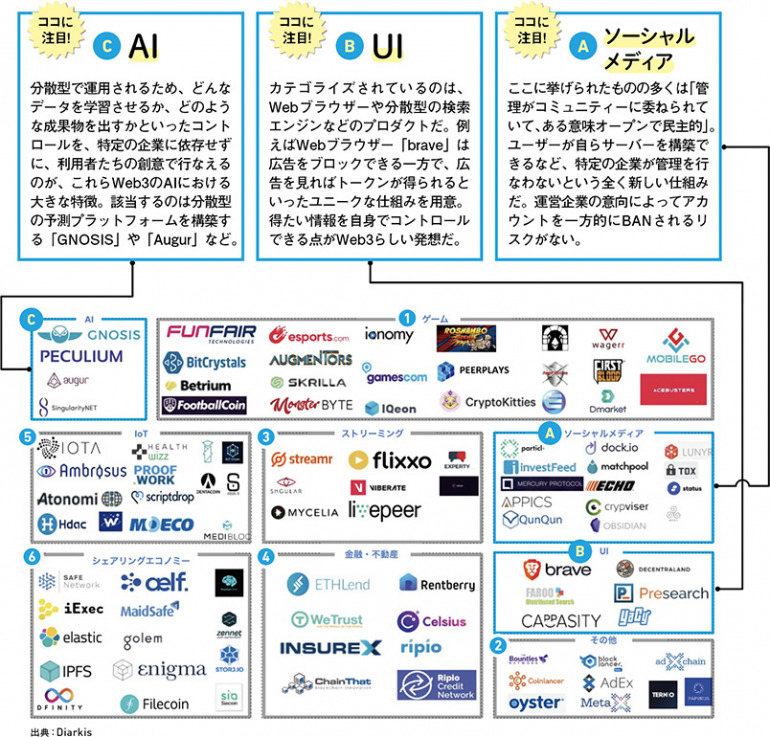 ココに
注目!
C AI
分散型で運用されるため、どんな
データを学習させるか、どのよう
な成果物を出すかといったコント
ロールを、特定の企業に依存せず
に、利用者たちの創意で行なえる
のが、これらWeb3のAIにおける
大きな特徴。該当するのは分散型
の予測プラットフォームを構築す
る「GNOSIS」や「Augur」など。
ココに
注目!
B UI
カテゴライズされているのは、
Webブラウザーや分散型の検索
エンジンなどのプロダクトだ。例
えばWebブラウザー「brave」は
広告をブロックできる一方で、広
告を見ればトークンが得られると
いったユニークな仕組みを用意。
得たい情報を自身でコントロール
できる点がWeb3らしい発想だ。
ココに
注目!
A ソーシャル
メディア
ここに挙げられたものの多くは「管
理がコミュニティーに委ねられて
いて、ある意味オープンで民主的」。
ユーザーが自らサーバーを構築で
きるなど、特定の企業が管理を行
なわないという全く新しい仕組み
だ。運営企業の意向によってアカ
ウントを一方的にBANされるリ
スクがない。
C AI
GNOSIS
PECULIUM
augur
SingularityNET
1 ゲーム
FUNFAIR
TECHNOLOGIES
esports.com
ionomy
ROSHAMBO
wagerr
MOBILEGO
BitCrystals
AUGMENTORS
gamescom
PEERPLAYS
FIRST
BLOOD
Betrium
SKRILLA
ACEBUSTERS
FootballCoin
Monster BYTE
IQeon
CryptoKitties
Dmarket
5 IoT
IOTA
HEALTH
wizz
Ambrosus
PROOF
.WORK
DENTACOIN
Atonomi
scriptdrop
Hdac
MOECO
MEDIBLOC
3 ストリーミング
streamr
flixxo
EXPERTY
SNGULAR
VIBERATE
MYCELIA
livepeer
A ソーシャルメディア
particl.
dock.io
LUNYR
InvestFeed
matchpool
TOX
MERCURY PROTOCOL
ECHO
status
APPICS
crypviser
QunQun
OBSIDIAN
B UI
brave
DECENTRALAND
FAROO
Distributed Search
Presearch
CAPPASITY
YaCy
6 シェアリングエコノミー
SAFE
Network
ælf.
iExec
MaidSafe
elastic
golem
zennet
IPFS
enigma
STORJ.IO
DFINITY
Filecoin
sia
4 金融・不動産
ETHLend
Rentberry
WeTrust
Celsius
INSUREX
ripio
ChainThat
Ripio
Credit
Network
2 その他
Bounties
NETWORK
block
lancer
adXchain
Coinlancer
AdEx
oyster
MetaX
TERNIO
出典：Diarkis